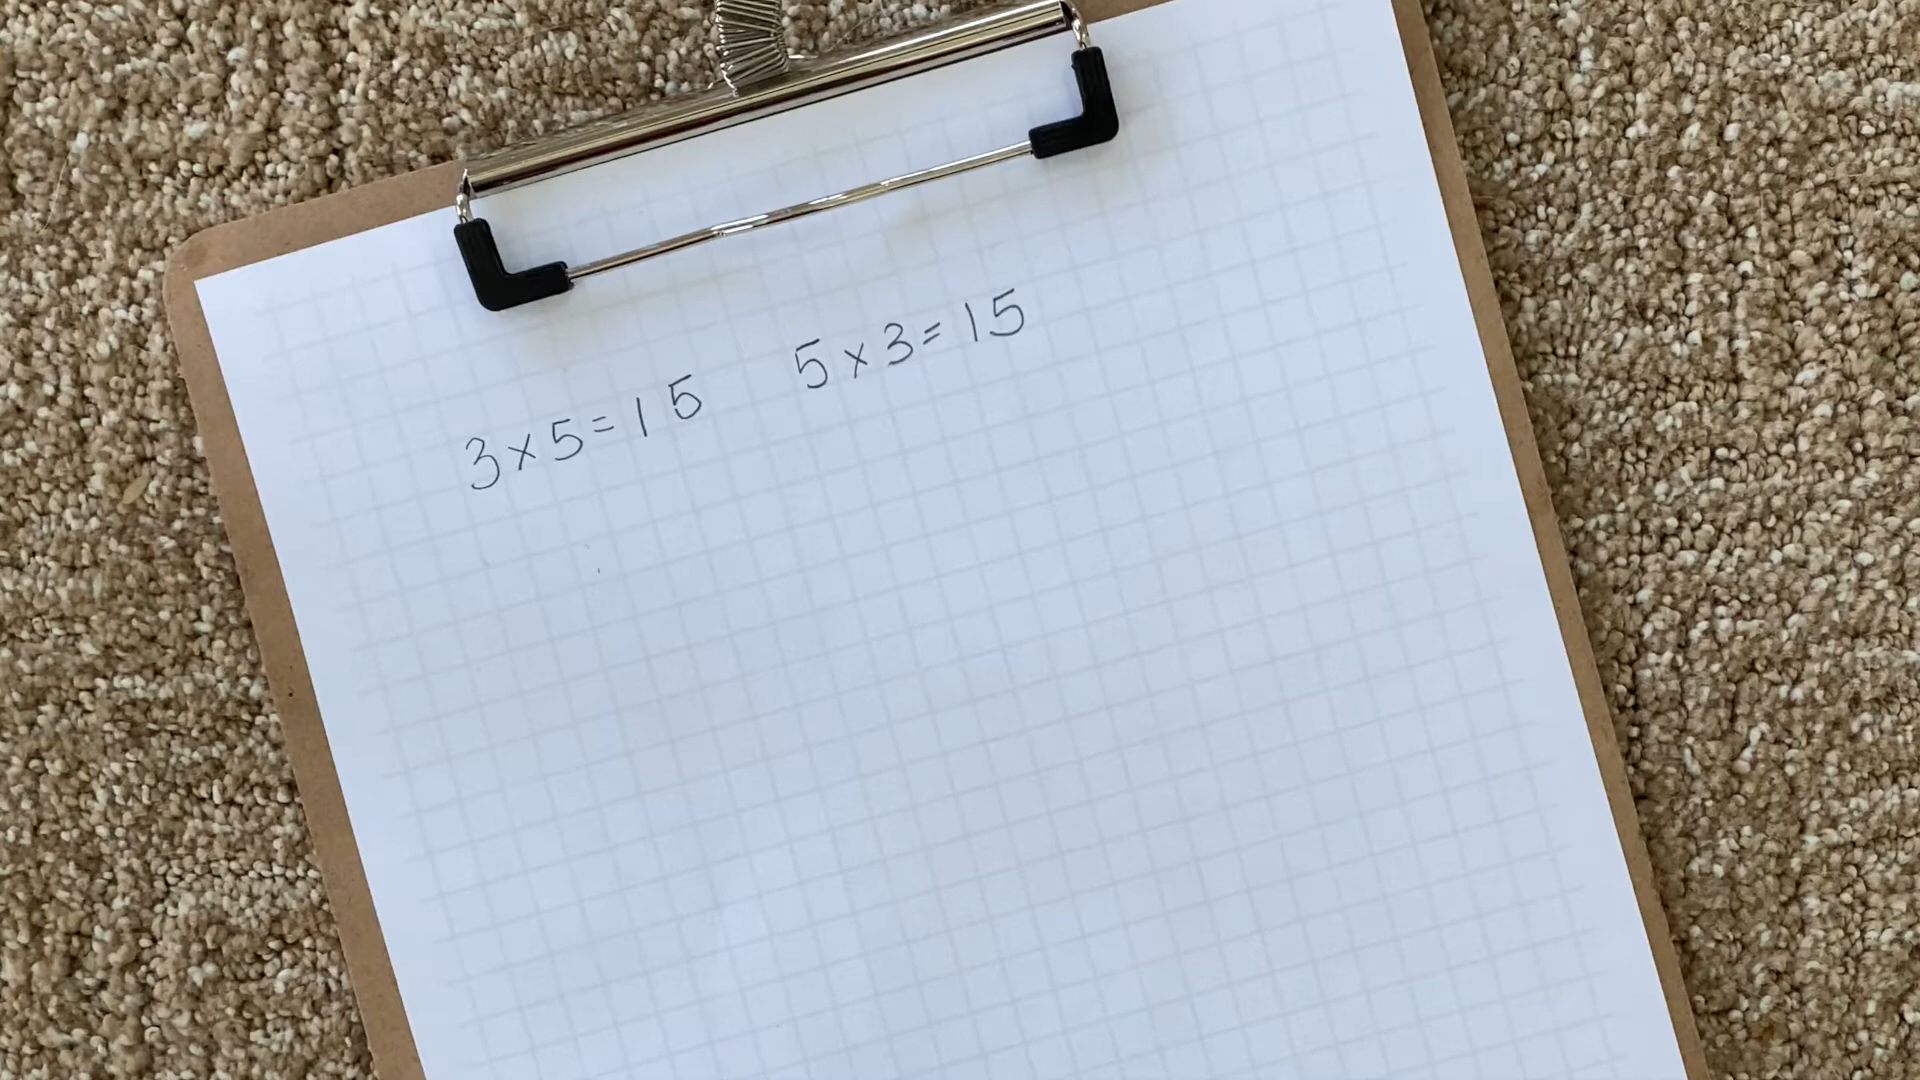 3 × 5 = 15 5 × 3 = 15